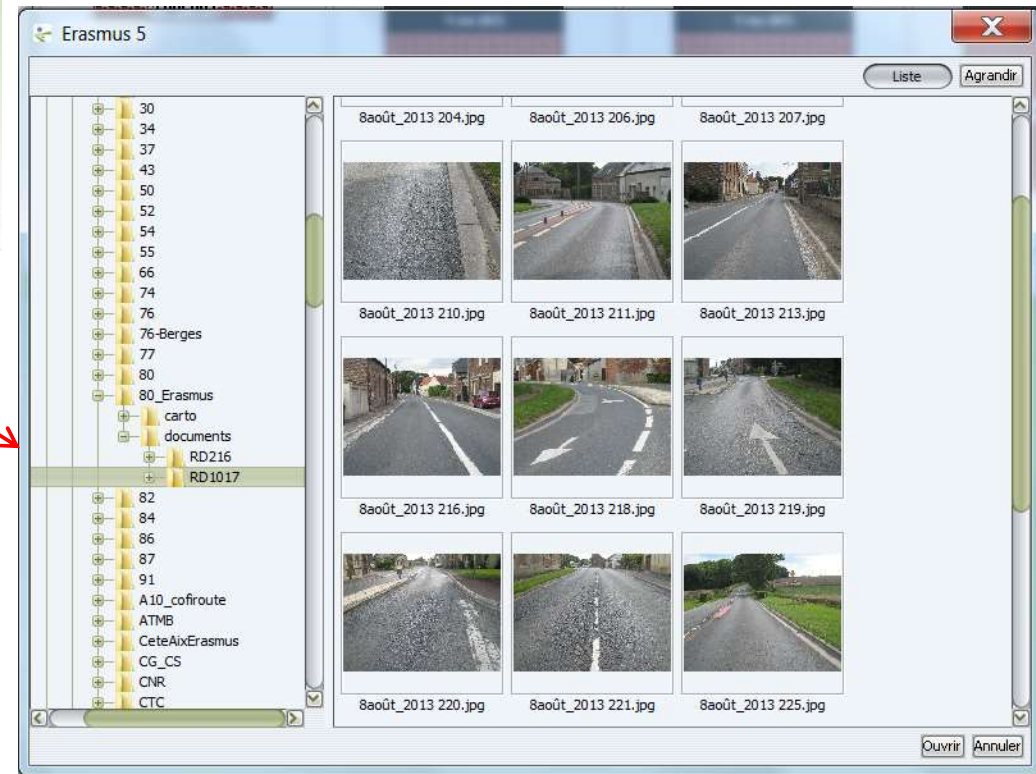 Erasmus 5
Liste
Agrandir
30
34
37
43
50
52
54
55
66
74
76
76-Berges
77
80
80_Erasmus
carto
documents
RD216
RD1017
82
84
86
87
91
A10_cofiroute
ATMB
CeteAixErasmus
CG_CS
CNR
CTC
8août_2013 204.jpg
8août_2013 206.jpg
8août_2013 207.jpg
8août_2013 210.jpg
8août_2013 211.jpg
8août_2013 213.jpg
8août_2013 216.jpg
8août_2013 218.jpg
8août_2013 219.jpg
8août_2013 220.jpg
8août_2013 221.jpg
8août_2013 225.jpg
Ouvrir
Annuler